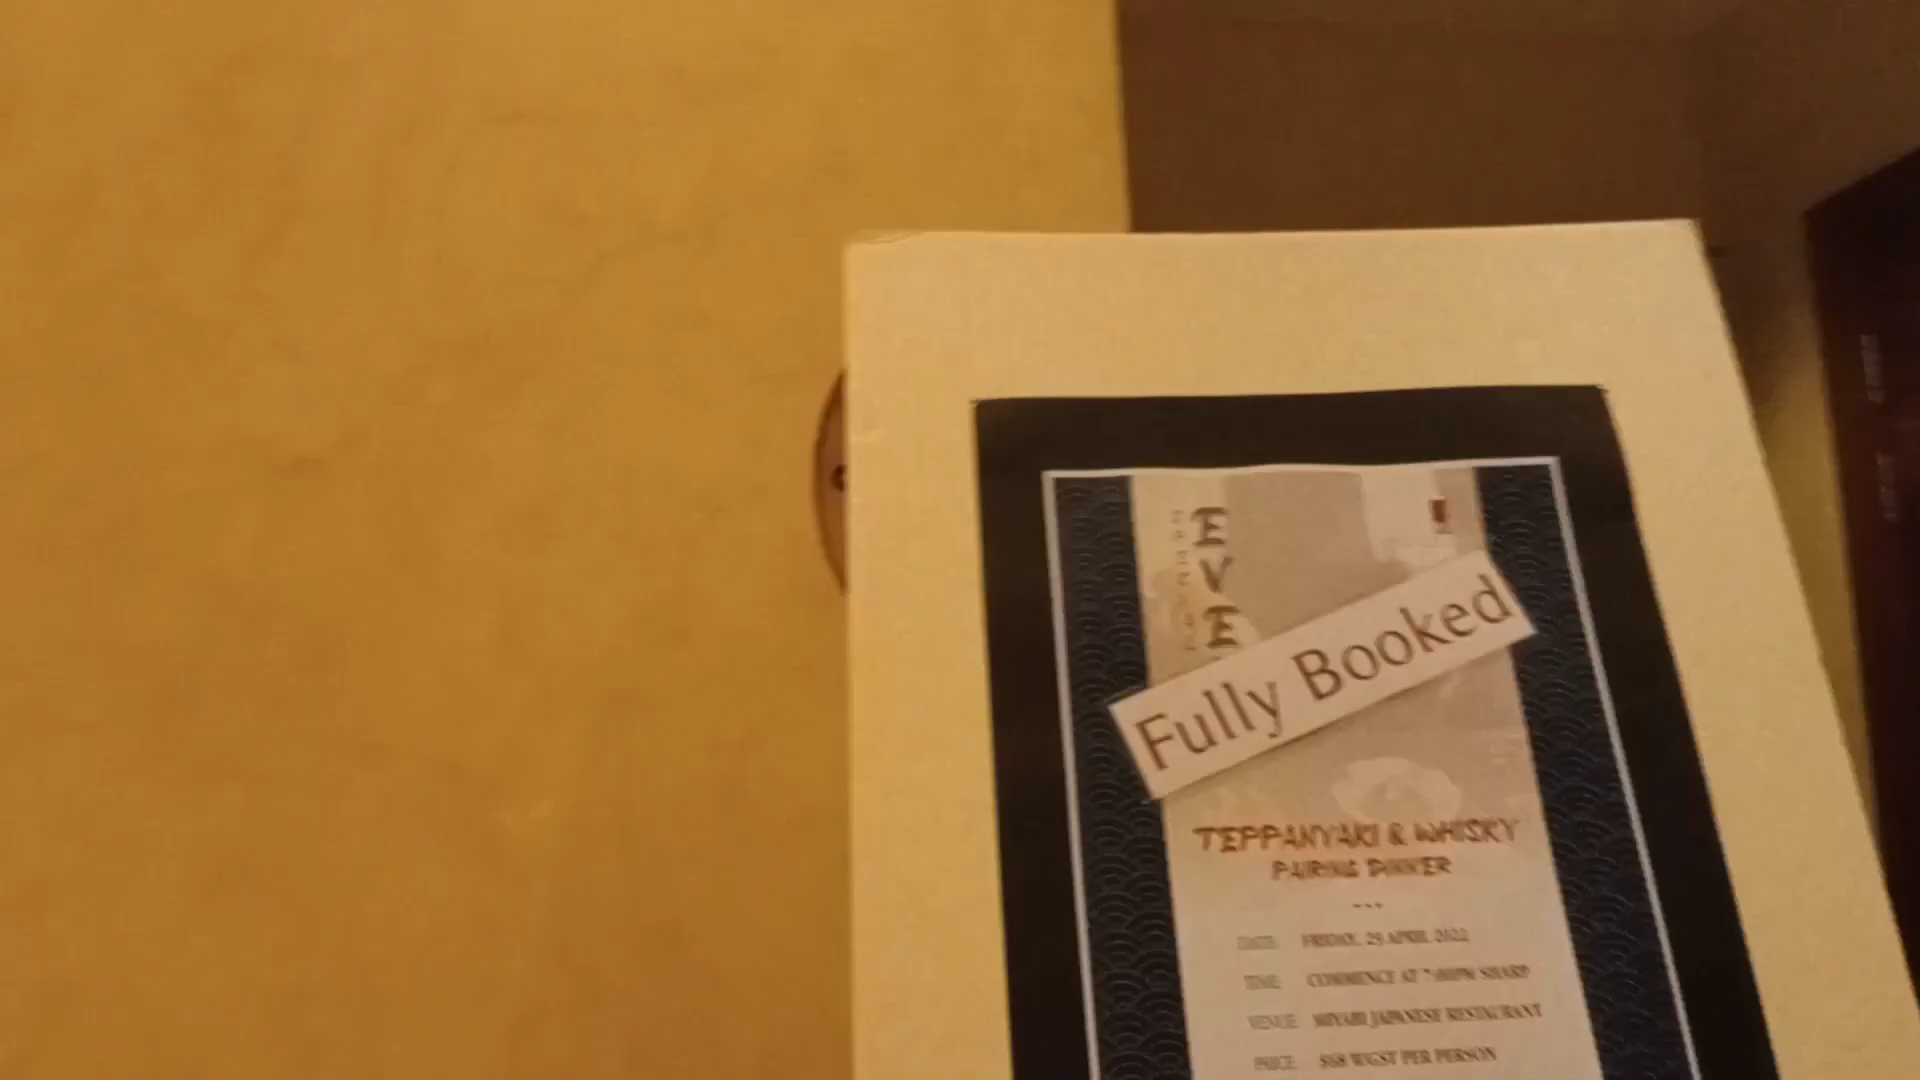 EVE
Fully Booked
TEPPANYAKI & WHISKY
PAIRING DINNER
DATE: FRIDAY, 29 APRIL 2022
TIME: COMMENCE AT 7:00PM SHARP
VENUE: MIYABI JAPANESE RESTAURANT
PRICE: PER PERSON